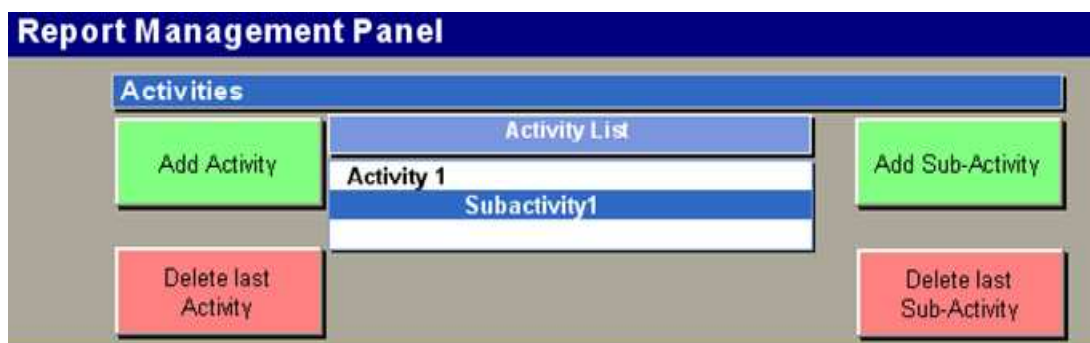 Report Management Panel
Activities
Add Activity
Activity List
Activity 1
Subactivity1
Add Sub-Activity
Delete last
Activity
Delete last
Sub-Activity